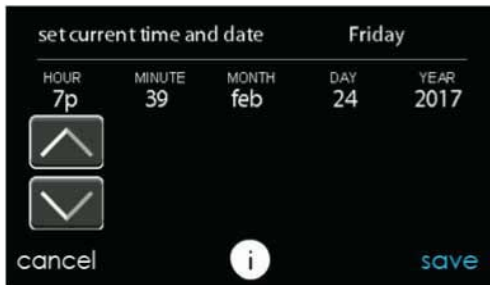 set current time and date Friday
HOUR MINUTE MONTH DAY YEAR
7p 39 feb 24 2017
cancel i save